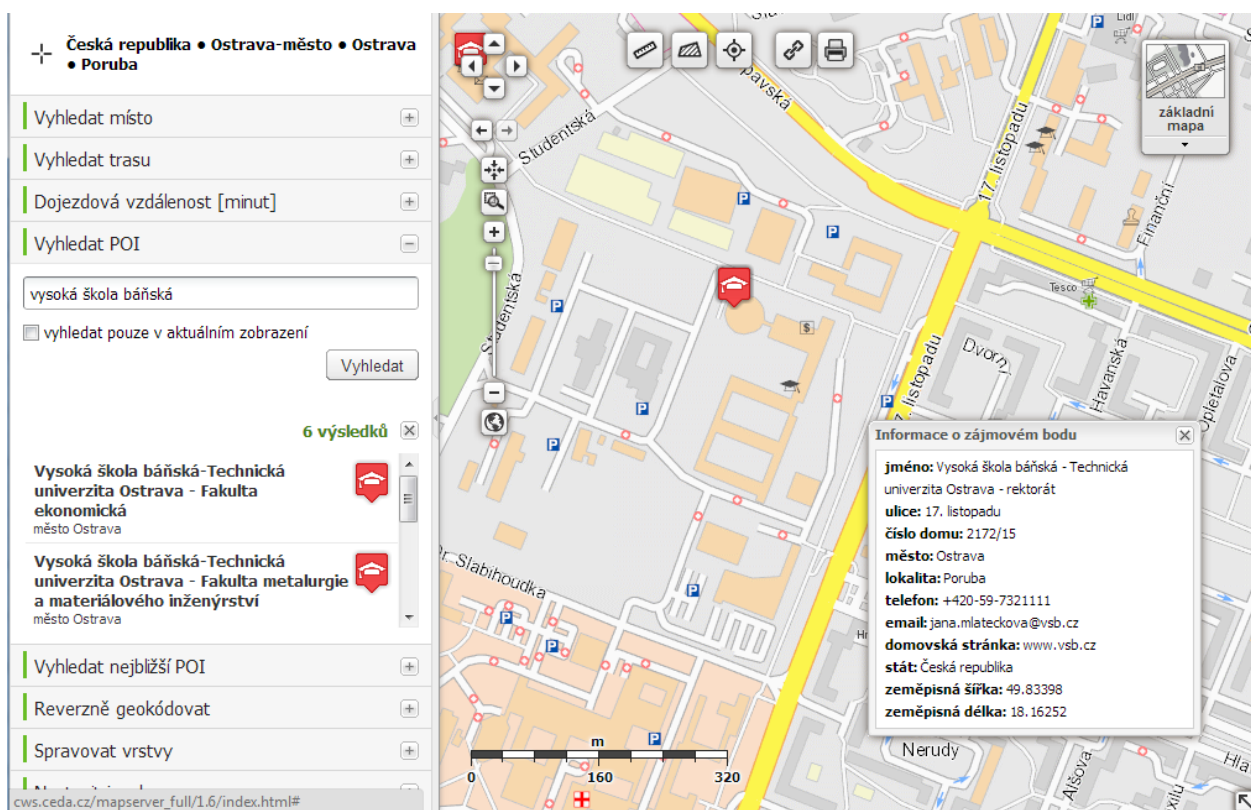 Česká republika ● Ostrava-město ● Ostrava
● Poruba
Vyhledat místo
Vyhledat trasu
Dojezdová vzdálenost [minut]
Vyhledat POI
vysoká škola báňská
vyhledat pouze v aktuálním zobrazení
Vyhledat
6 výsledků
Vysoká škola báňská-Technická
univerzita Ostrava - Fakulta
ekonomická
město Ostrava
Vysoká škola báňská-Technická
univerzita Ostrava - Fakulta metalurgie
a materiálového inženýrství
město Ostrava
Vyhledat nejbližší POI
Reverzně geokódovat
Spravovat vrstvy
cws.ceda.cz/mapserver_full/1.6/index.html#
Studentská
Studentská
pavská
17. listopadu
17. listopadu
listopadu
Lidl
základní
mapa
Finanční
Tesco
Dvorní
Havanská
Opletalova
Dr. Slabihoudka
Nerudy
Alšova
Informace o zájmovém bodu
jméno: Vysoká škola báňská - Technická
univerzita Ostrava - rektorát
ulice: 17. listopadu
číslo domu: 2172/15
město: Ostrava
lokalita: Poruba
telefon: +420-59-7321111
email: jana.mlateckova@vsb.cz
domovská stránka: www.vsb.cz
stát: Česká republika
zeměpisná šířka: 49.83398
zeměpisná délka: 18.16252
m
0 160 320